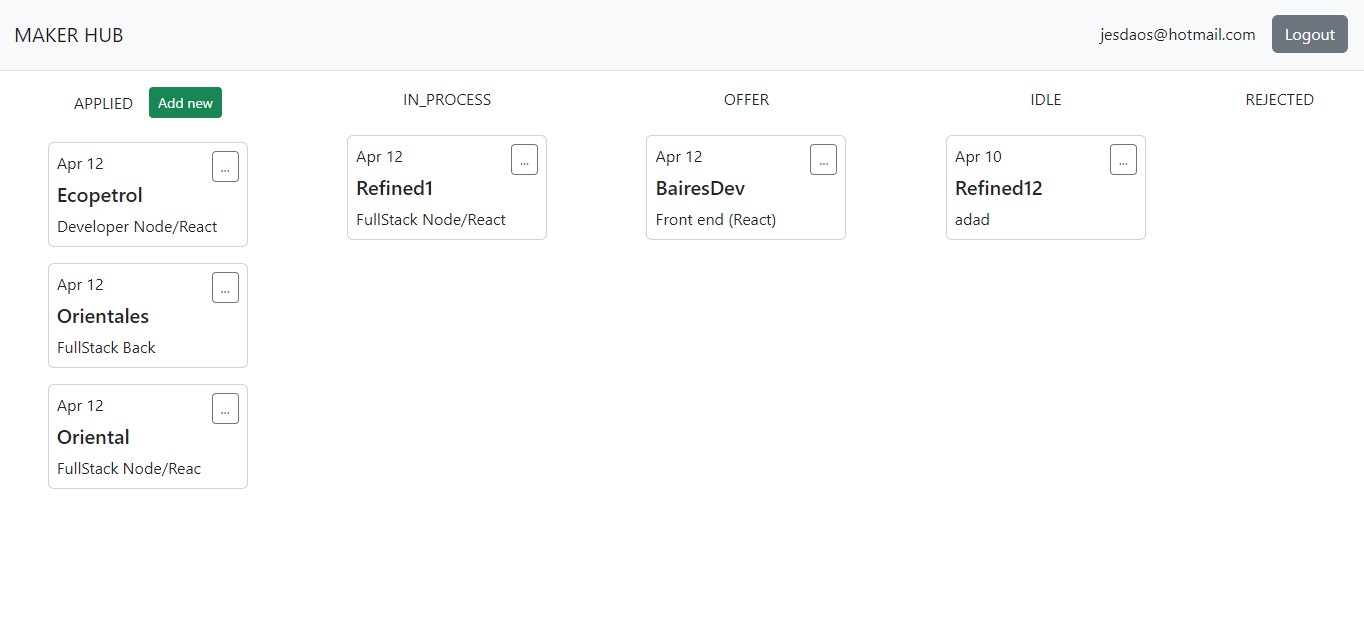 MAKER HUB
jesdaos@hotmail.com
Logout
APPLIED
Add new
Apr 12
...
Ecopetrol
Developer Node/React
Apr 12
...
Orientales
FullStack Back
Apr 12
...
Oriental
FullStack Node/Reac
IN_PROCESS
Apr 12
...
Refined1
FullStack Node/React
OFFER
Apr 12
...
BairesDev
Front end (React)
IDLE
Apr 10
...
Refined12
adad
REJECTED